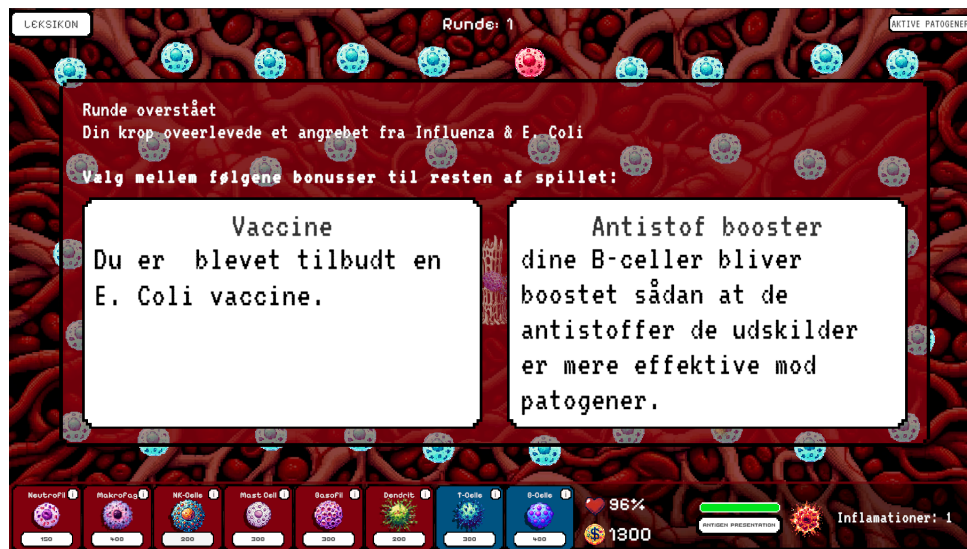 LEKSIKON
Runde: 1
AKTIVE PATOGENER
Runde overstået
Din krop oveerlevede et angrebet fra Influenza & E. Coli
Vælg mellem følgene bonusser til resten af spillet:
Vaccine
Du er blevet tilbudt en
E. Coli vaccine.
Antistof booster
dine B-celler bliver
boostet sådan at de
antistoffer de udskilder
er mere effektive mod
patogener.
Neutrofil i
MakroFag i
NK-Celle i
Mast Cell i
Basofil i
Dendrit i
T-Celle i
B-Celle i
150
400
200
300
300
200
300
400
96%
$ 1300
ANTIGEN PRESENTATION
Inflamationer: 1